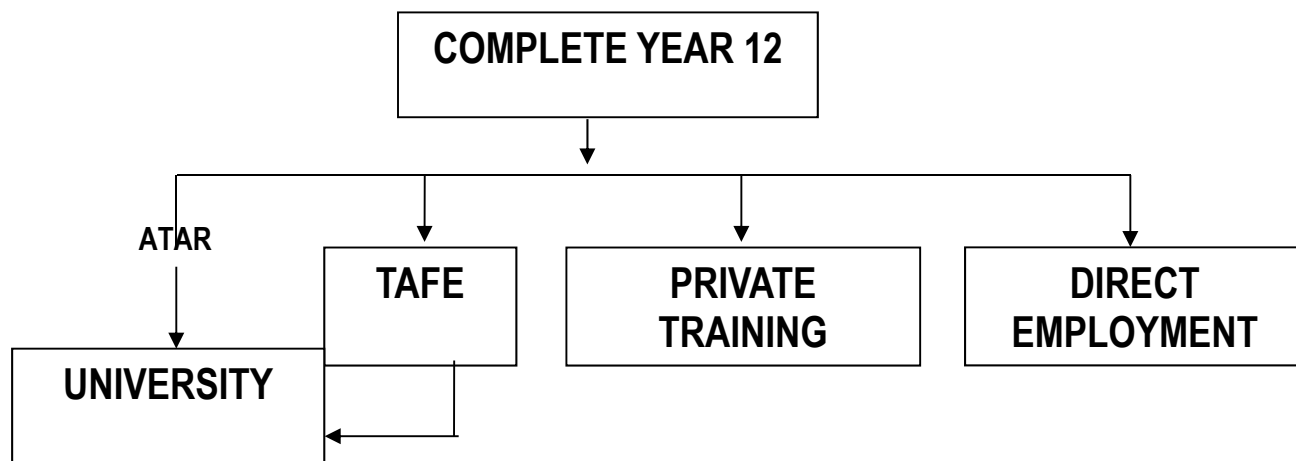 COMPLETE YEAR 12
ATAR
TAFE
PRIVATE
TRAINING
DIRECT
EMPLOYMENT
UNIVERSITY